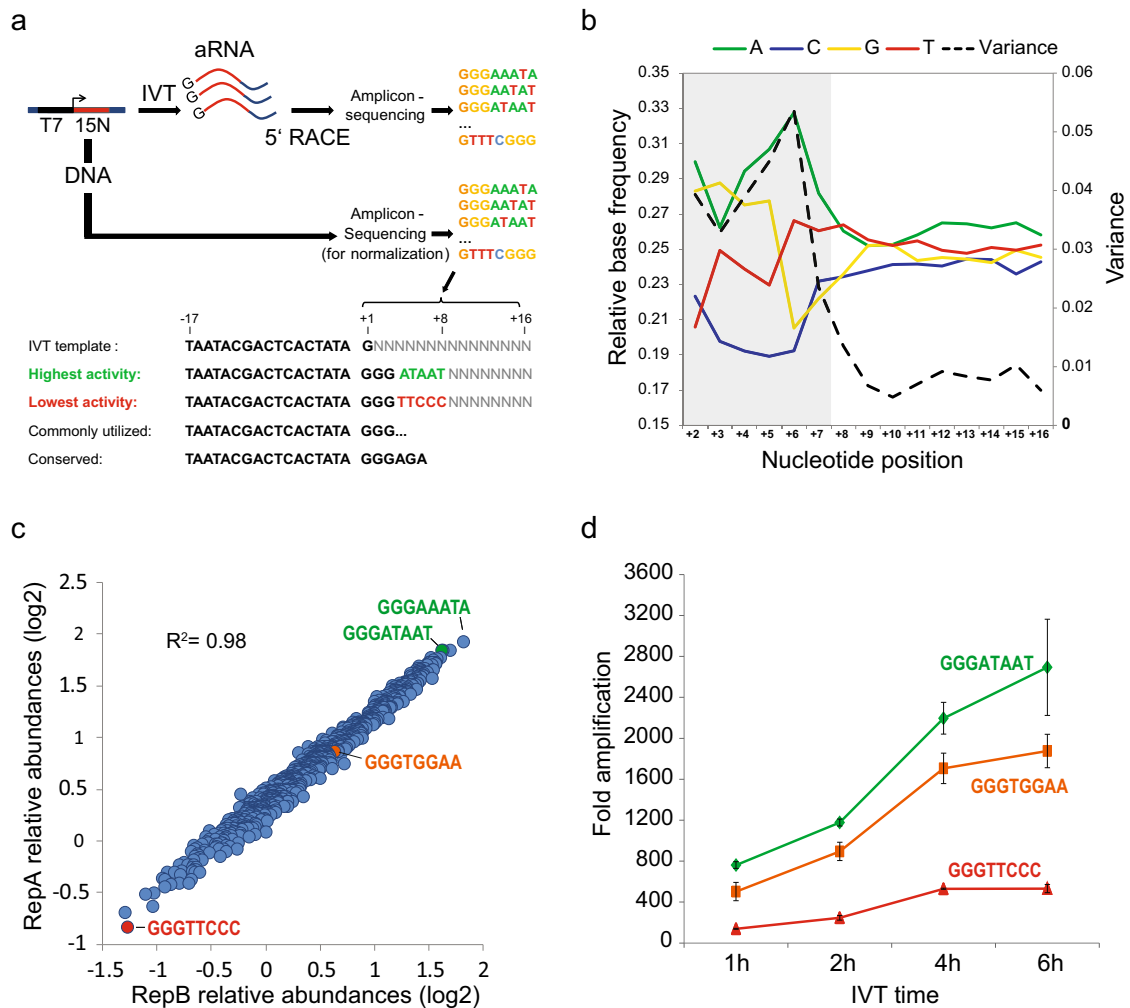 a
aRNA
IVT
T7 15N
G
G
G
5‘ RACE
Amplicon -
sequencing
GGGAAATA
GGGAATAT
GGGATAAT
...
GTTTCGGG
DNA
Amplicon -
Sequencing
(for normalization)
GGGAAATA
GGGAATAT
GGGATAAT
...
GTTTCGGG
-17 +1 +8 +16
IVT template : TAATACGACTCACTATA GNNNNNNNNNNNNNNN
Highest activity: TAATACGACTCACTATA GGG ATAAT NNNNNNNN
Lowest activity: TAATACGACTCACTATA GGG TTCCC NNNNNNNN
Commonly utilized: TAATACGACTCACTATA GGG...
Conserved: TAATACGACTCACTATA GGGAGA
b
A C G T Variance
Relative base frequency
0.35
0.33
0.31
0.29
0.27
0.25
0.23
0.21
0.19
0.17
0.15
0.06
0.05
0.04
0.03
0.02
0.01
0
Variance
+2 +3 +4 +5 +6 +7 +8 +9 +10 +11 +12 +13 +14 +15 +16
Nucleotide position
c
RepA relative abundances (log2)
2.5
2
1.5
1
0.5
0
-0.5
-1
R2= 0.98
GGGAAATA
GGGATAAT
GGGTGGAA
GGGTTCCC
-1.5 -1 -0.5 0 0.5 1 1.5 2
RepB relative abundances (log2)
d
Fold amplification
3600
3200
2800
2400
2000
1600
1200
800
400
0
GGGATAAT
GGGTGGAA
GGGTTCCC
1h 2h 4h 6h
IVT time